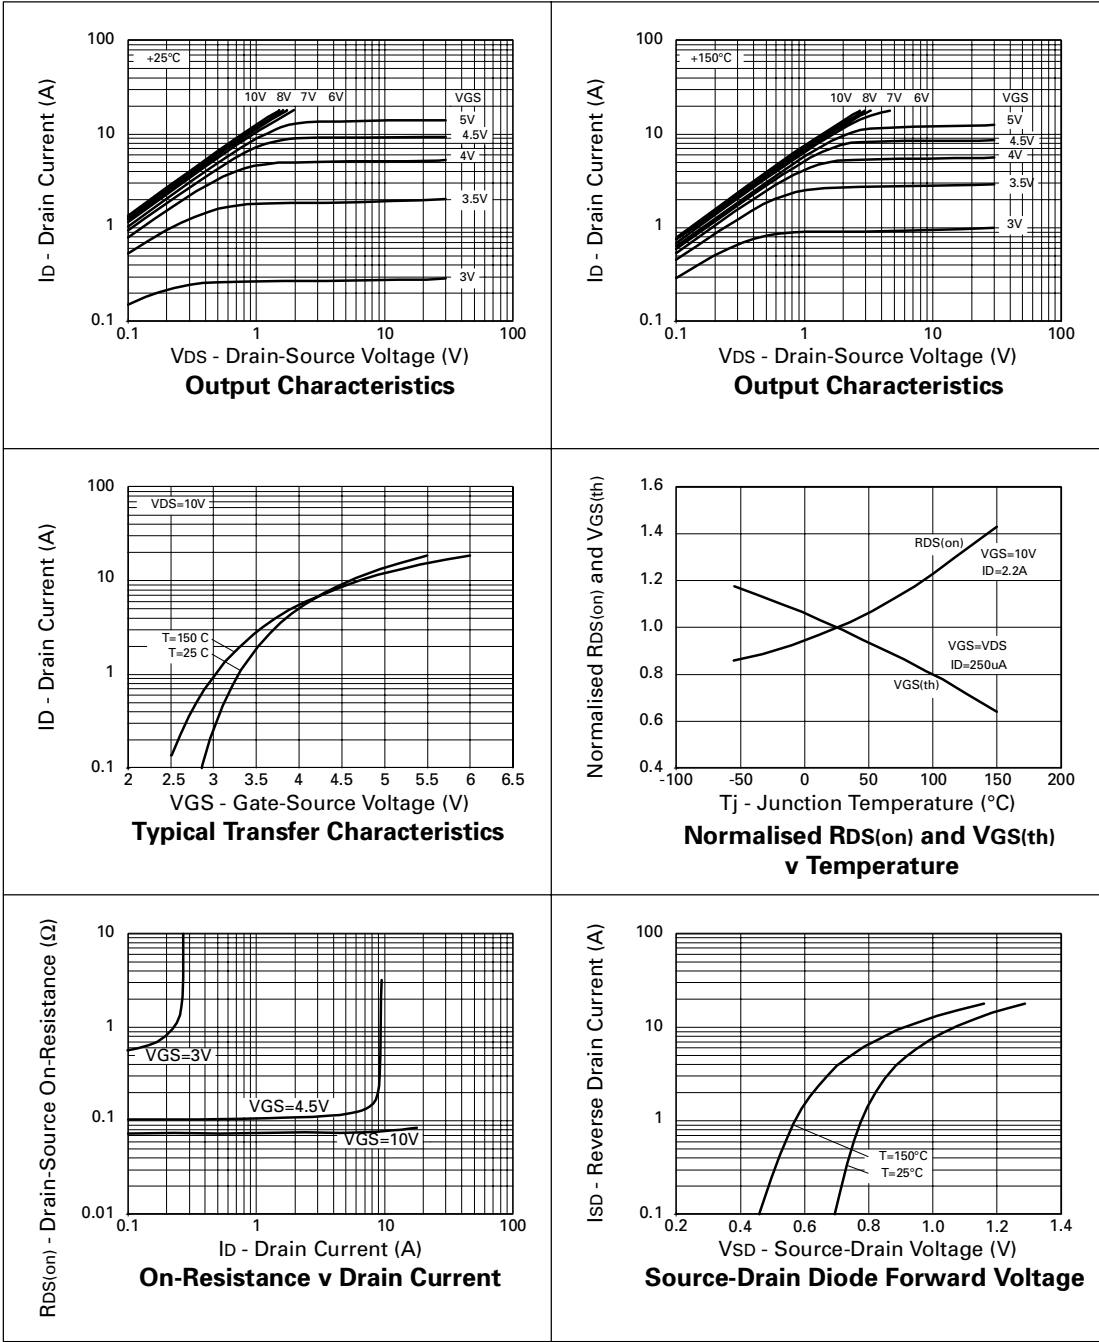 100
+25°C
10V 8V 7V 6V
VGS
5V
10
4.5V
4V
3.5V
1
3V
0.1
0.1 1 10 100
ID - Drain Current (A)
VDS - Drain-Source Voltage (V)
Output Characteristics
100
+150°C
10V 8V 7V 6V
VGS
5V
10
4.5V
4V
3.5V
1
3V
0.1
0.1 1 10 100
ID - Drain Current (A)
VDS - Drain-Source Voltage (V)
Output Characteristics
100
VDS=10V
10
T=150 C
T=25 C
1
0.1
2 2.5 3 3.5 4 4.5 5 5.5 6 6.5
ID - Drain Current (A)
VGS - Gate-Source Voltage (V)
Typical Transfer Characteristics
1.6
1.4
RDS(on)
VGS=10V
ID=2.2A
1.2
1.0
VGS=VDS
ID=250uA
0.8
VGS(th)
0.6
0.4
-100 -50 0 50 100 150 200
Normalised RDS(on) and VGS(th)
Tj - Junction Temperature (°C)
Normalised RDS(on) and VGS(th)
v Temperature
10
1
VGS=3V
VGS=4.5V
0.1
VGS=10V
0.01
0.1 1 10 100
RDS(on) - Drain-Source On-Resistance (Ω)
ID - Drain Current (A)
On-Resistance v Drain Current
100
10
1
T=150°C
T=25°C
0.1
0.2 0.4 0.6 0.8 1.0 1.2 1.4
ISD - Reverse Drain Current (A)
VSD - Source-Drain Voltage (V)
Source-Drain Diode Forward Voltage